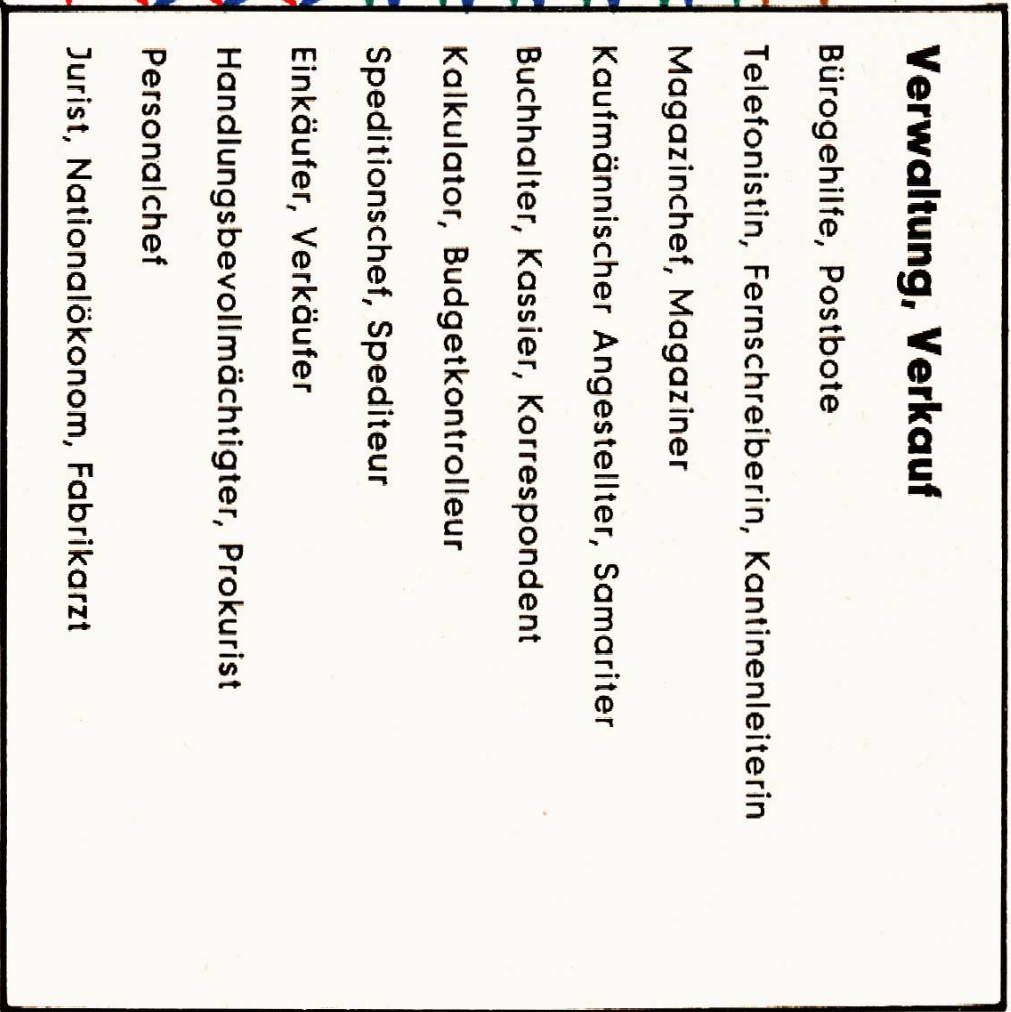 Verwaltung, Verkauf
Bürogehilfe, Postbote
Telefonistin, Fernschreiberin, Kantinenleiterin
Magazinchef, Magaziner
Kaufmännischer Angestellter, Samariter
Buchhalter, Kassier, Korrespondent
Kalkulator, Budgetkontrolleur
Speditionschef, Spediteur
Einkäufer, Verkäufer
Handlungsbevollmächtigter, Prokurist
Personalchef
Jurist, Nationalökonom, Fabrikarzt